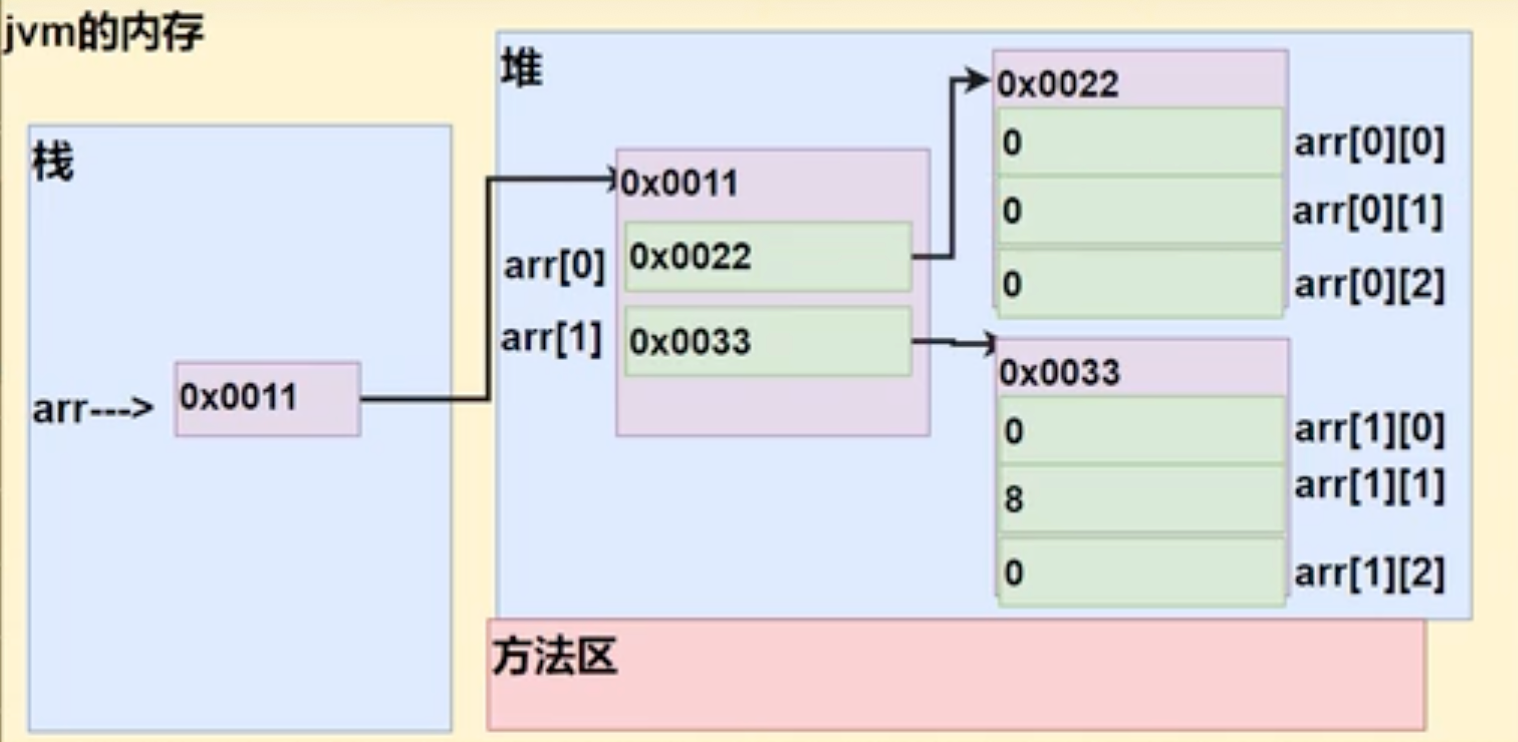 jvm的内存
栈
arr---> 0x0011
堆
0x0011
arr[0] 0x0022
arr[1] 0x0033
0x0022
0 arr[0][0]
0 arr[0][1]
0 arr[0][2]
0x0033
0 arr[1][0]
8 arr[1][1]
0 arr[1][2]
方法区